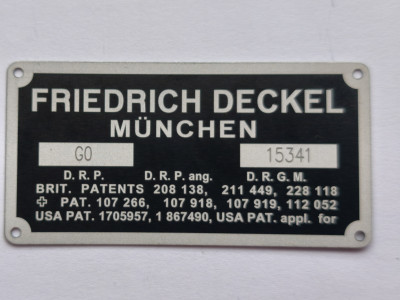 FRIEDRICH DECKEL
MÜNCHEN
GO 15341
D. R. P. D. R. P. ang. D. R. G. M.
BRIT. PATENTS 208 138, 211 449, 228 118
✚ PAT. 107 266, 107 918, 107 919, 112 052
USA PAT. 1705957, 1 867490, USA PAT. appl. for